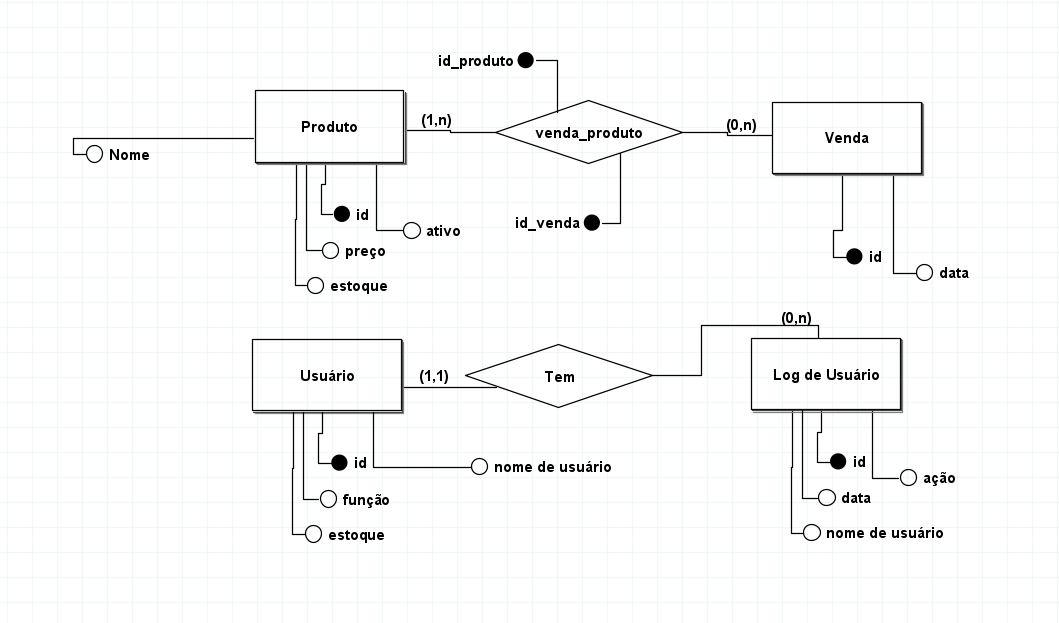 id_produto
Produto
(1,n)
venda_produto
(0,n)
Venda
Nome
id
ativo
preço
estoque
id_venda
id
data
Usuário
(1,1)
Tem
(0,n)
Log de Usuário
id
nome de usuário
função
estoque
id
ação
data
nome de usuário